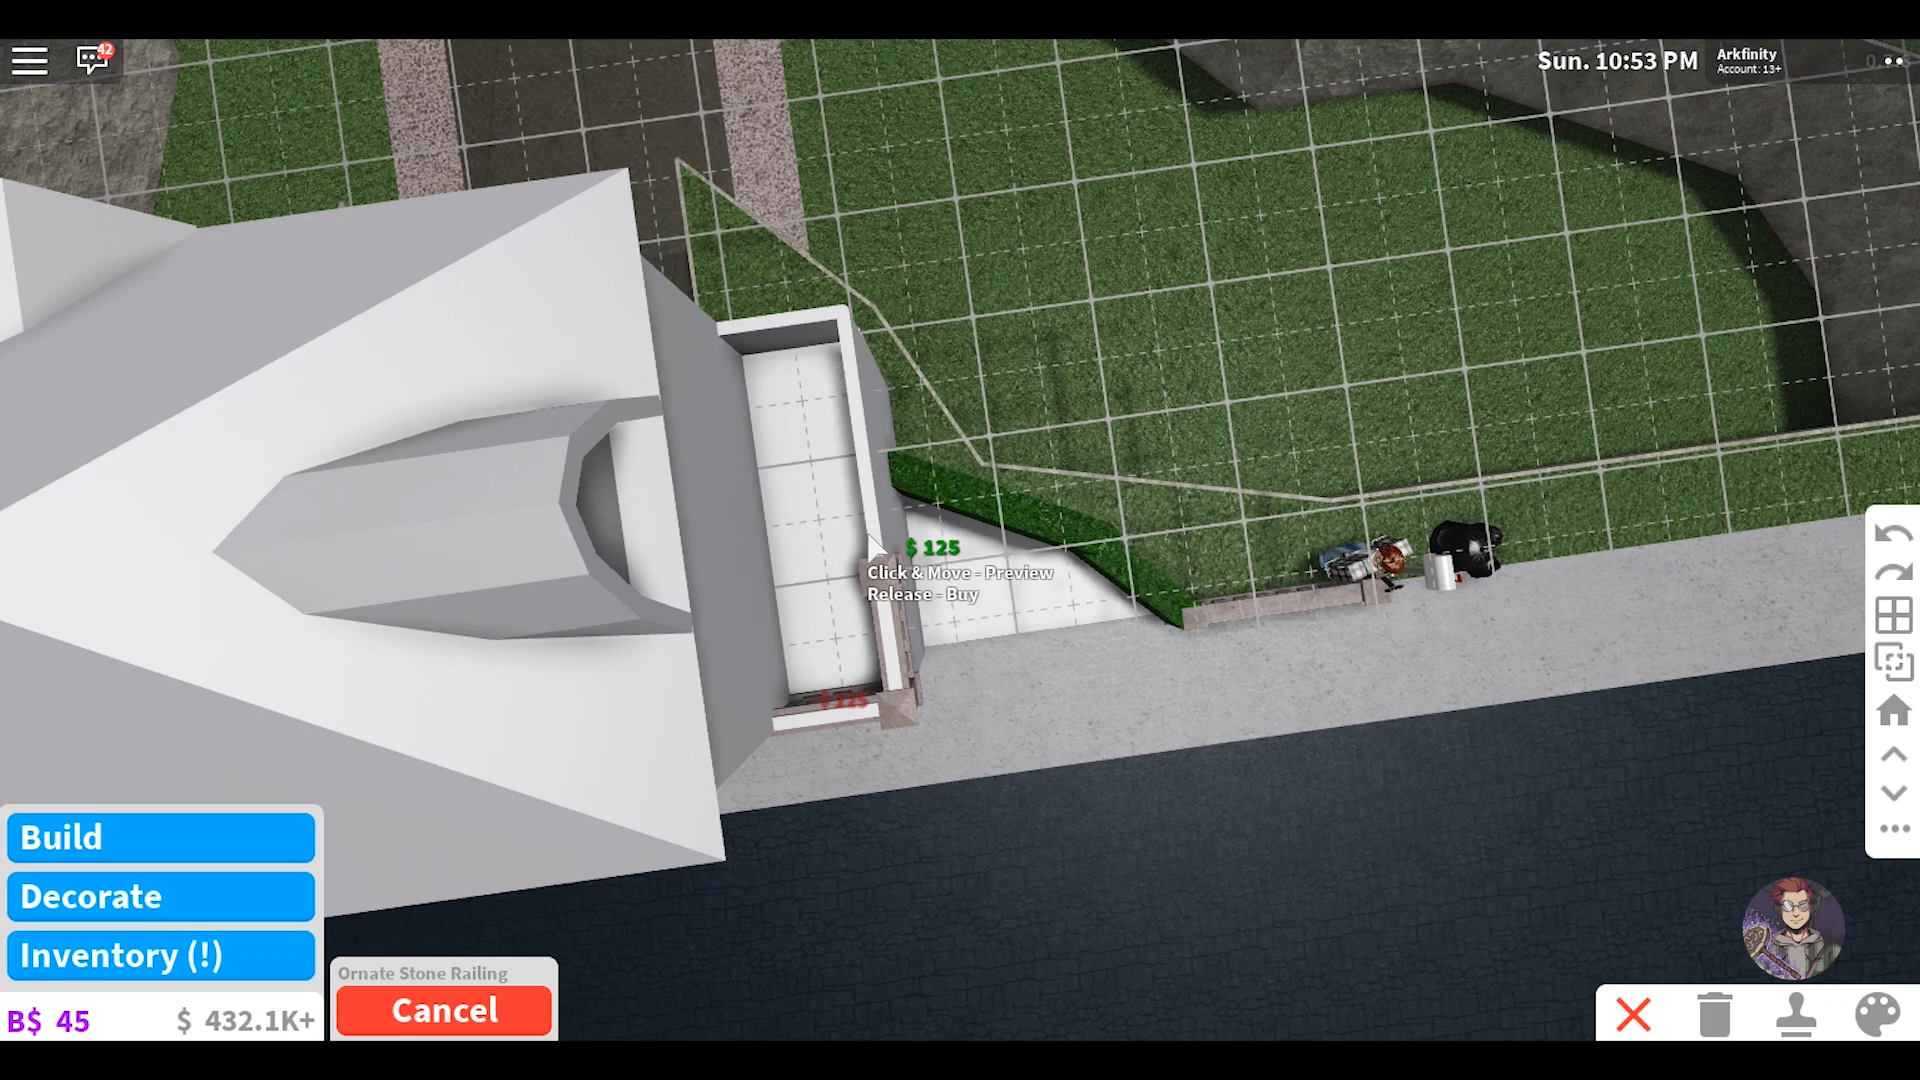 42
Sun. 10:53 PM
Arkfinity
Account: 13+
$ 125
Click & Move - Preview
Release - Buy
$ 125
Build
Decorate
Inventory (!)
B$ 45
$ 432.1K+
Ornate Stone Railing
Cancel